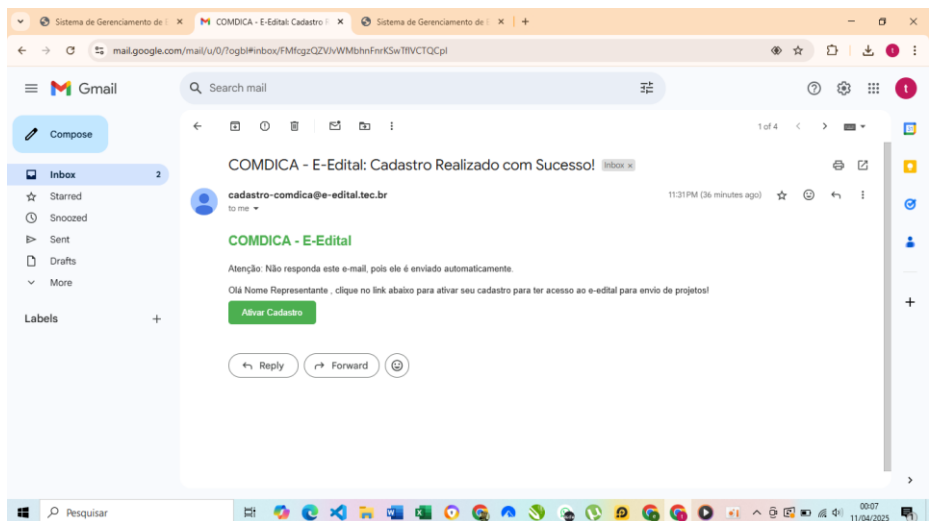 Sistema de Gerenciamento de
COMDICA - E-Edital: Cadastro R
Sistema de Gerenciamento de
mail.google.com/mail/u/0/?ogbl#inbox/FMfcgzQZVJvWMbhnFnrKSwTflVCTQCpl
Gmail
Search mail
t
Compose
1 of 4
Inbox 2
Starred
Snoozed
Sent
Drafts
More
Labels
COMDICA - E-Edital: Cadastro Realizado com Sucesso! Inbox x
cadastro-comdica@e-edital.tec.br 11:31 PM (36 minutes ago)
to me
COMDICA - E-Edital
Atenção: Não responda este e-mail, pois ele é enviado automaticamente.
Olá Nome Representante , clique no link abaixo para ativar seu cadastro para ter acesso ao e-edital para envio de projetos!
Ativar Cadastro
Reply
Forward
Pesquisar
00:07
11/04/2025